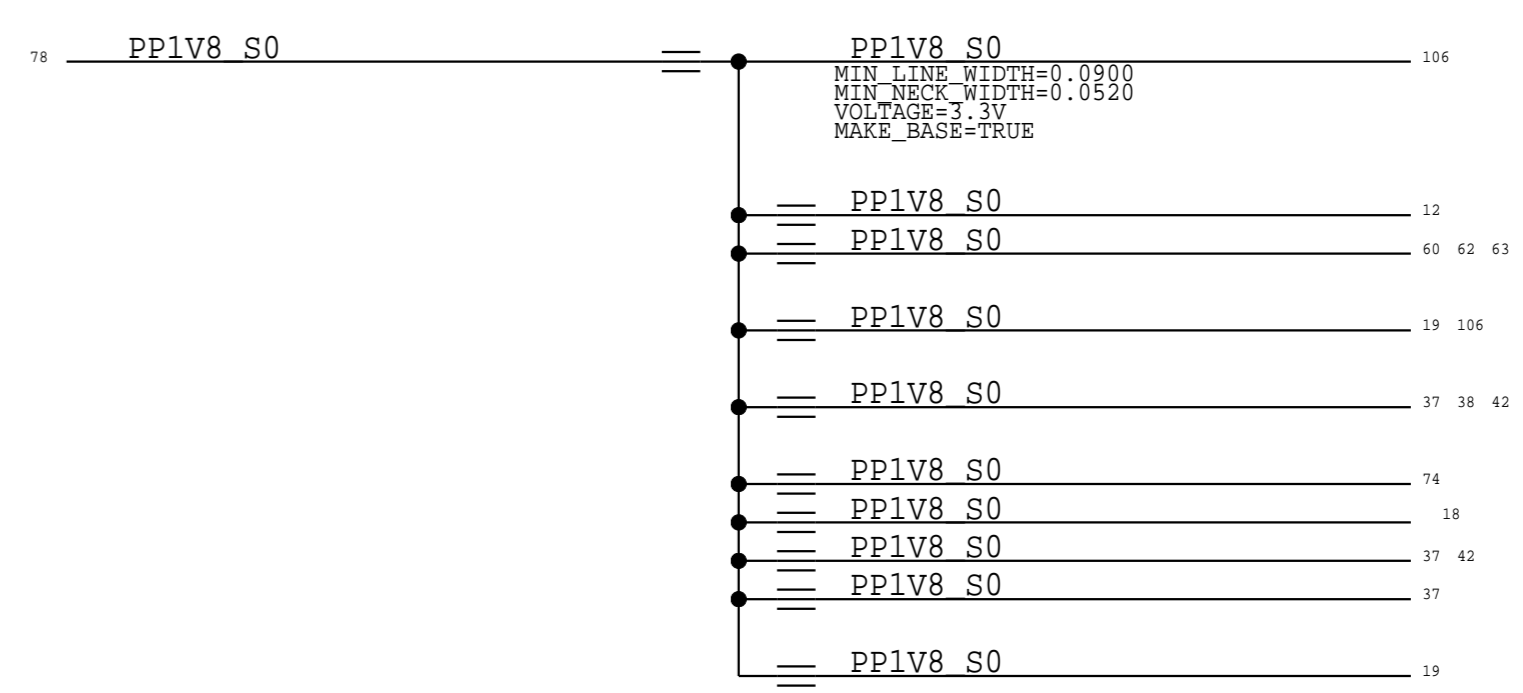 78 PP1V8_S0 PP1V8_S0 106
MIN_LINE_WIDTH=0.0900
MIN_NECK_WIDTH=0.0520
VOLTAGE=3.3V
MAKE_BASE=TRUE
PP1V8_S0 12
PP1V8_S0 60 62 63
PP1V8_S0 19 106
PP1V8_S0 37 38 42
PP1V8_S0 74
PP1V8_S0 18
PP1V8_S0 37 42
PP1V8_S0 37
PP1V8_S0 19